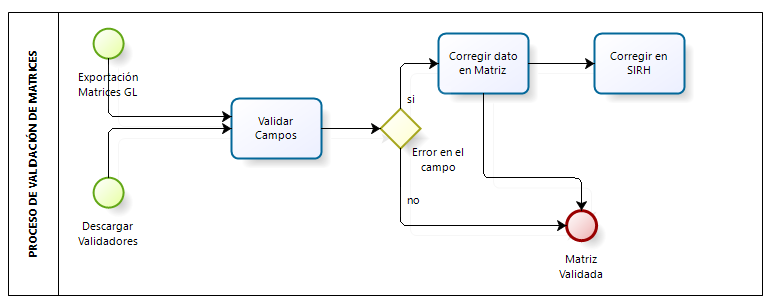 PROCESO DE VALIDACIÓN DE MATRICES
Exportación
Matrices GL
Descargar
Validadores
Validar
Campos
si
Error en el
campo
no
Corregir dato
en Matriz
Corregir en
SIRH
Matriz
Validada